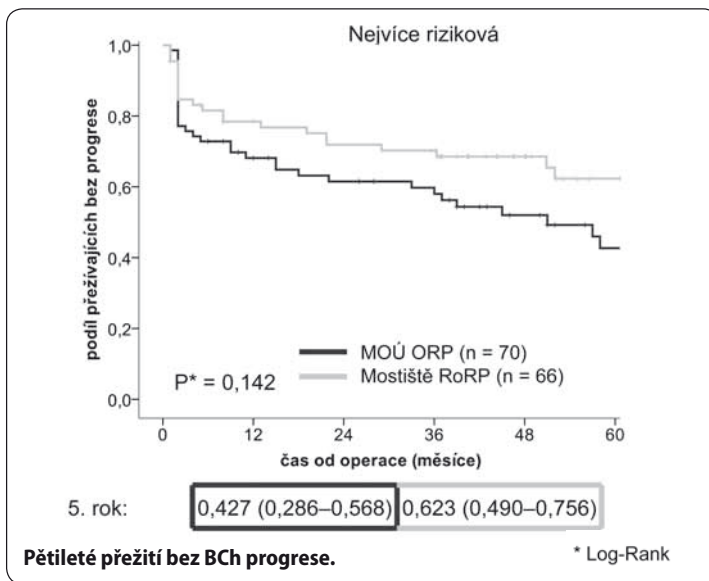 Nejvíce riziková
podíl přežívajících bez progrese
1,0
0,8
0,6
0,4
0,2
0,0
MOÚ ORP (n = 70)
Mostiště RoRP (n = 66)
P* = 0,142
0 12 24 36 48 60
čas od operace (měsíce)
5. rok: 0,427 (0,286–0,568) 0,623 (0,490–0,756)
Pětileté přežití bez BCh progrese. * Log-Rank